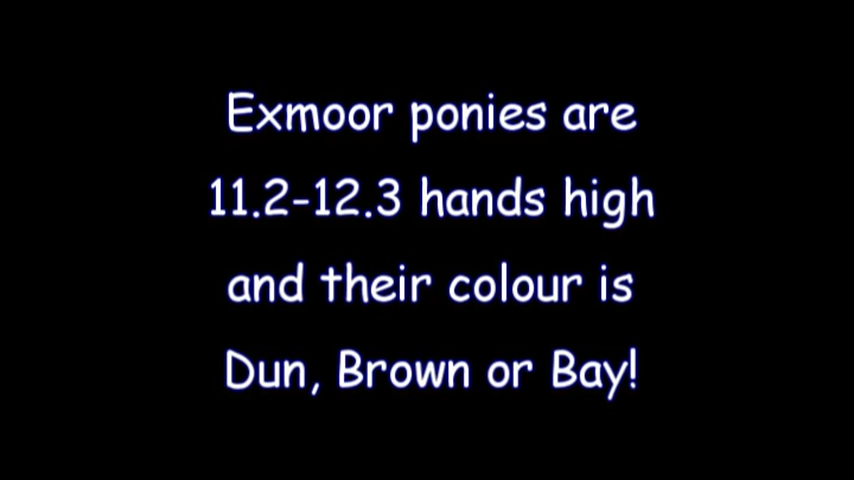 Exmoor ponies are
11.2-12.3 hands high
and their colour is
Dun, Brown or Bay!